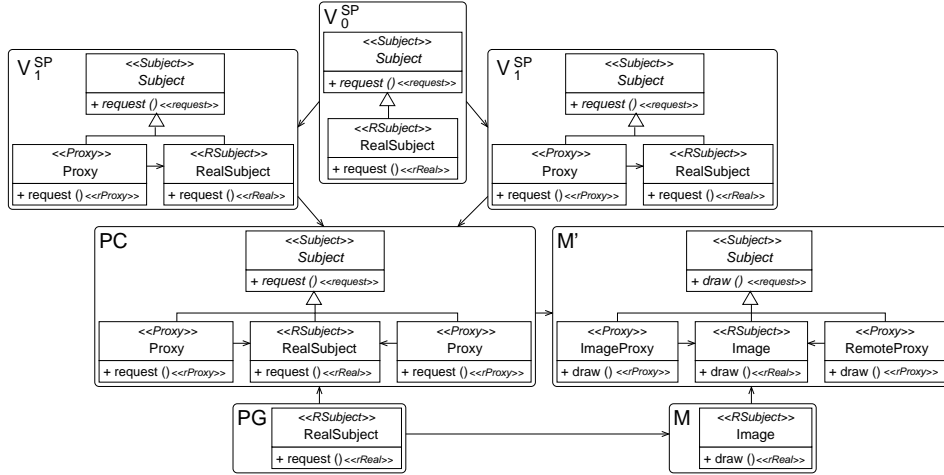 V₀^SP
<<Subject>>
Subject
+ request () <<request>>
<<RSubject>>
RealSubject
+ request () <<rReal>>
V₁^SP
<<Subject>>
Subject
+ request () <<request>>
<<Proxy>>
Proxy
+ request () <<rProxy>>
<<RSubject>>
RealSubject
+ request () <<rReal>>
V₁^SP
<<Subject>>
Subject
+ request () <<request>>
<<Proxy>>
Proxy
+ request () <<rProxy>>
<<RSubject>>
RealSubject
+ request () <<rReal>>
PC
<<Subject>>
Subject
+ request () <<request>>
<<Proxy>>
Proxy
+ request () <<rProxy>>
<<RSubject>>
RealSubject
+ request () <<rReal>>
<<Proxy>>
Proxy
+ request () <<rProxy>>
M'
<<Subject>>
Subject
+ draw () <<request>>
<<Proxy>>
ImageProxy
+ draw () <<rProxy>>
<<RSubject>>
Image
+ draw () <<rReal>>
<<Proxy>>
RemoteProxy
+ draw () <<rProxy>>
PG
<<RSubject>>
RealSubject
+ request () <<rReal>>
M
<<RSubject>>
Image
+ draw () <<rReal>>